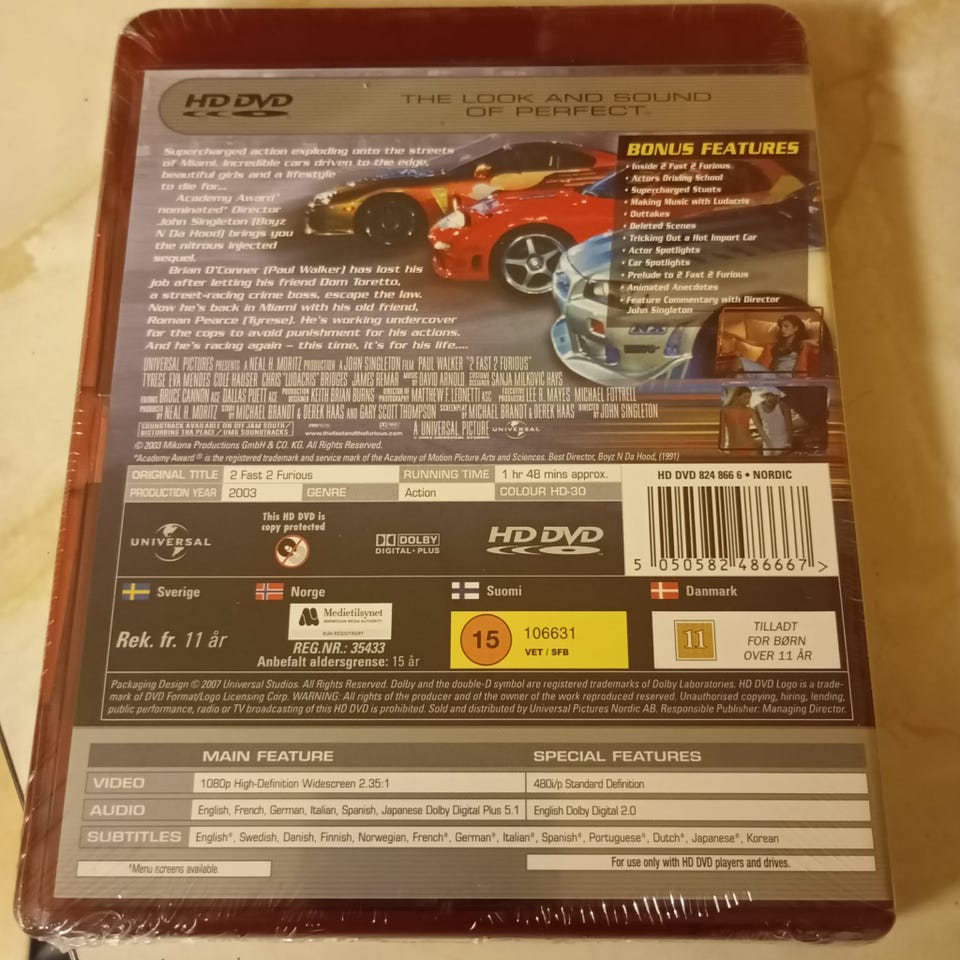 HD DVD
THE LOOK AND SOUND
OF PERFECT
Supercharged action exploding onto the streets
of Miami. Incredible cars driven to the edge,
beautiful girls and a lifestyle
to die for...
Academy Award®
nominated* Director
John Singleton (Boyz
N Da Hood) brings you
the nitrous injected
sequel.
Brian O'Conner (Paul Walker) has lost his
job after letting his friend Dom Toretto,
a street-racing crime boss, escape the law.
Now he's back in Miami with his old friend,
Roman Pearce (Tyrese). He's working undercover
for the cops to avoid punishment for his actions.
And he's racing again – this time, it's for his life....
BONUS FEATURES
• Inside 2 Fast 2 Furious
• Actors Driving School
• Supercharged Stunts
• Making Music with Ludacris
• Outtakes
• Deleted Scenes
• Tricking Out a Hot Import Car
• Actor Spotlights
• Car Spotlights
• Prelude to 2 Fast 2 Furious
• Animated Anecdotes
• Feature Commentary with Director
John Singleton
UNIVERSAL PICTURES PRESENTS A NEAL H. MORITZ PRODUCTION A JOHN SINGLETON FILM PAUL WALKER "2 FAST 2 FURIOUS"
TYRESE EVA MENDES COLE HAUSER CHRIS "LUDACRIS" BRIDGES JAMES REMAR MUSIC BY DAVID ARNOLD COSTUME DESIGNER SANJA MILKOVIC HAYS
EDITORS BRUCE CANNON ACE DALLAS PUETT ACE PRODUCTION DESIGNER KEITH BRIAN BURNS DIRECTOR OF PHOTOGRAPHY MATTHEW F. LEONETTI ASC EXECUTIVE PRODUCERS LEE R. MAYES MICHAEL FOTTRELL
PRODUCED BY NEAL H. MORITZ STORY BY MICHAEL BRANDT & DEREK HAAS AND GARY SCOTT THOMPSON SCREENPLAY BY MICHAEL BRANDT & DEREK HAAS DIRECTED BY JOHN SINGLETON
SOUNDTRACK AVAILABLE ON DEF JAM SOUTH/
DISTURBING THA PEACE/UMG SOUNDTRACKS
www.thefastandthefurious.com
A UNIVERSAL PICTURE
UNIVERSAL
© 2003 Mikona Productions GmbH & CO. KG. All Rights Reserved.
*Academy Award ® is the registered trademark and service mark of the Academy of Motion Picture Arts and Sciences. Best Director, Boyz N Da Hood, (1991)
ORIGINAL TITLE 2 Fast 2 Furious RUNNING TIME 1 hr 48 mins approx.
PRODUCTION YEAR 2003 GENRE Action COLOUR HD-30
HD DVD 824 866 6 • NORDIC
5 050582 486667 >
UNIVERSAL
This HD DVD is
copy protected
DOLBY
DIGITAL • PLUS
HD DVD
Sverige
Norge
Suomi
Danmark
Rek. fr. 11 år
Medietilsynet
NORWEGIAN MEDIA AUTHORITY
KUN REGISTRERT
REG.NR.: 35433
Anbefalt aldersgrense: 15 år
15
106631
VET / SFB
11
TILLADT
FOR BØRN
OVER 11 ÅR
Packaging Design © 2007 Universal Studios. All Rights Reserved. Dolby and the double-D symbol are registered trademarks of Dolby Laboratories. HD DVD Logo is a trade-
mark of DVD Format/Logo Licensing Corp. WARNING: All rights of the producer and of the owner of the work reproduced reserved. Unauthorised copying, hiring, lending,
public performance, radio or TV broadcasting of this HD DVD is prohibited. Sold and distributed by Universal Pictures Nordic AB. Responsible Publisher: Managing Director.
MAIN FEATURE SPECIAL FEATURES
VIDEO 1080p High-Definition Widescreen 2.35:1 480i/p Standard Definition
AUDIO English, French, German, Italian, Spanish, Japanese Dolby Digital Plus 5.1 English Dolby Digital 2.0
SUBTITLES English*, Swedish, Danish, Finnish, Norwegian, French*, German*, Italian*, Spanish*, Portuguese*, Dutch*, Japanese*, Korean
*Menu screens available.
For use only with HD DVD players and drives.